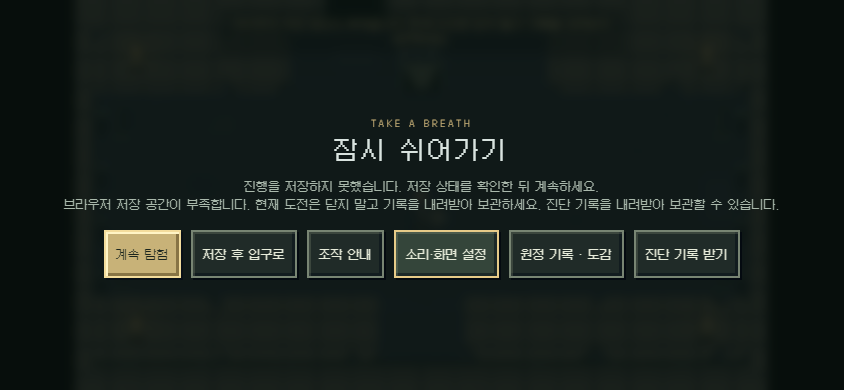 TAKE A BREATH
잠시 쉬어가기
진행을 저장하지 못했습니다. 저장 상태를 확인한 뒤 계속하세요.
브라우저 저장 공간이 부족합니다. 현재 도전은 닫지 말고 기록을 내려받아 보관하세요. 진단 기록을 내려받아 보관할 수 있습니다.
계속 탐험
저장 후 입구로
조작 안내
소리·화면 설정
원정 기록 · 도감
진단 기록 받기